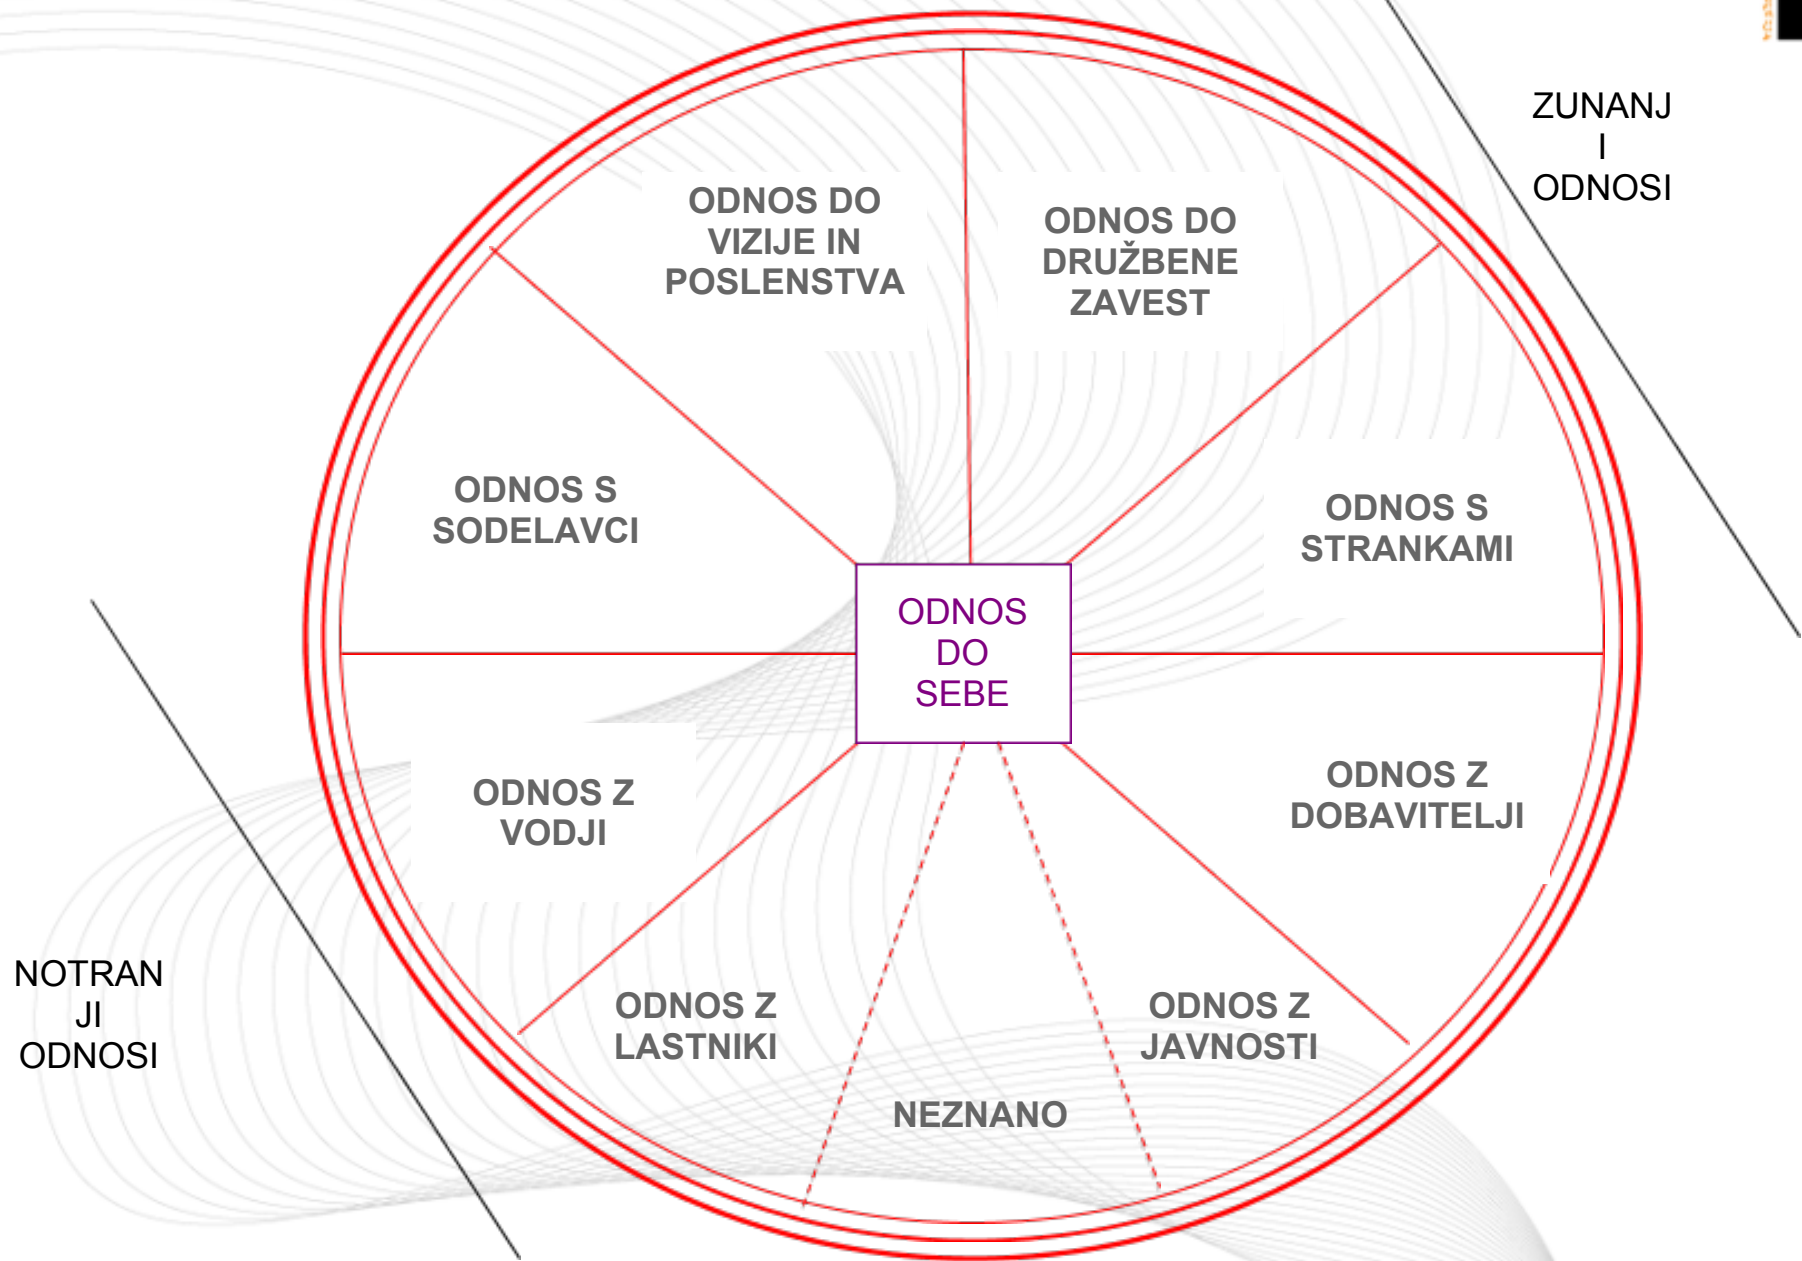 ZUNANJ
I
ODNOSI
ODNOS DO
VIZIJE IN
POSLENSTVA
ODNOS DO
DRUŽBENE
ZAVEST
ODNOS S
SODELAVCI
ODNOS S
STRANKAMI
ODNOS
DO
SEBE
ODNOS Z
VODJI
ODNOS Z
DOBAVITELJI
NOTRAN
JI
ODNOSI
ODNOS Z
LASTNIKI
ODNOS Z
JAVNOSTI
NEZNANO